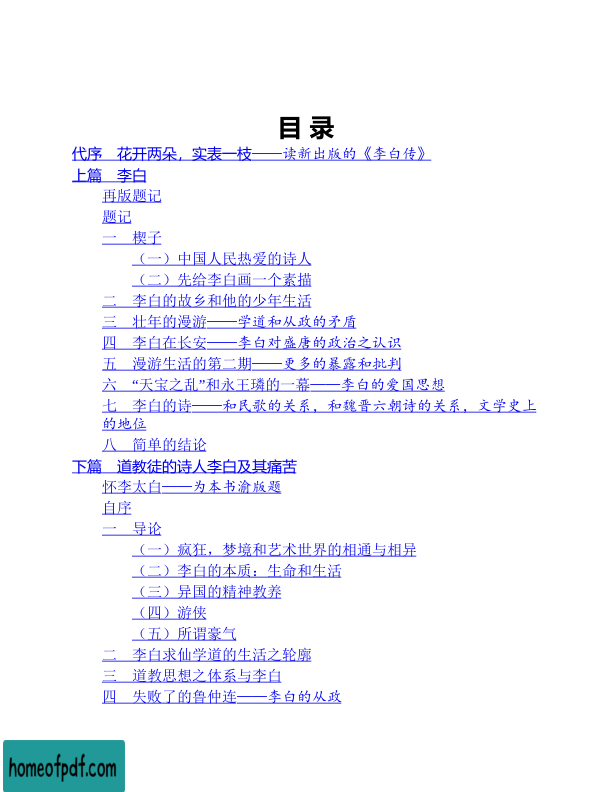 目 录
代序　花开两朵，实表一枝——读新出版的《李白传》
上篇　李白
再版题记
题记
一　楔子
（一）中国人民热爱的诗人
（二）先给李白画一个素描
二　李白的故乡和他的少年生活
三　壮年的漫游——学道和从政的矛盾
四　李白在长安——李白对盛唐的政治之认识
五　漫游生活的第二期——更多的暴露和批判
六　“天宝之乱”和永王璘的一幕——李白的爱国思想
七　李白的诗——和民歌的关系，和魏晋六朝诗的关系，文学史上
的地位
八　简单的结论
下篇　道教徒的诗人李白及其痛苦
怀李太白——为本书渝版题
自序
一　导论
（一）疯狂，梦境和艺术世界的相通与相异
（二）李白的本质：生命和生活
（三）异国的精神教养
（四）游侠
（五）所谓豪气
二　李白求仙学道的生活之轮廓
三　道教思想之体系与李白
四　失败了的鲁仲连——李白的从政
homeofpdf.com